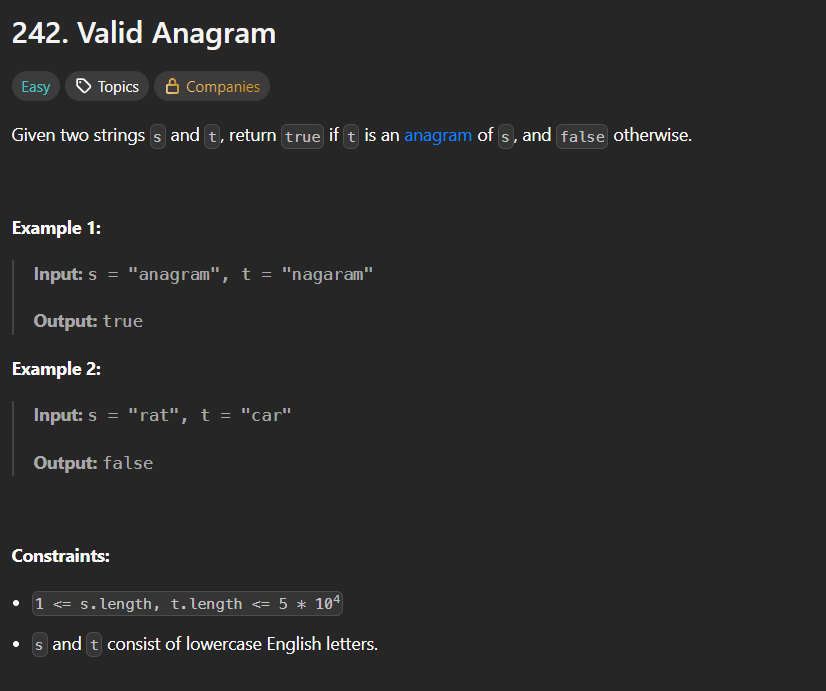 242. Valid Anagram
Easy Topics Companies
Given two strings s and t, return true if t is an anagram of s, and false otherwise.
Example 1:
Input: s = "anagram", t = "nagaram"
Output: true
Example 2:
Input: s = "rat", t = "car"
Output: false
Constraints:
• 1 <= s.length, t.length <= 5 * 10⁴
• s and t consist of lowercase English letters.